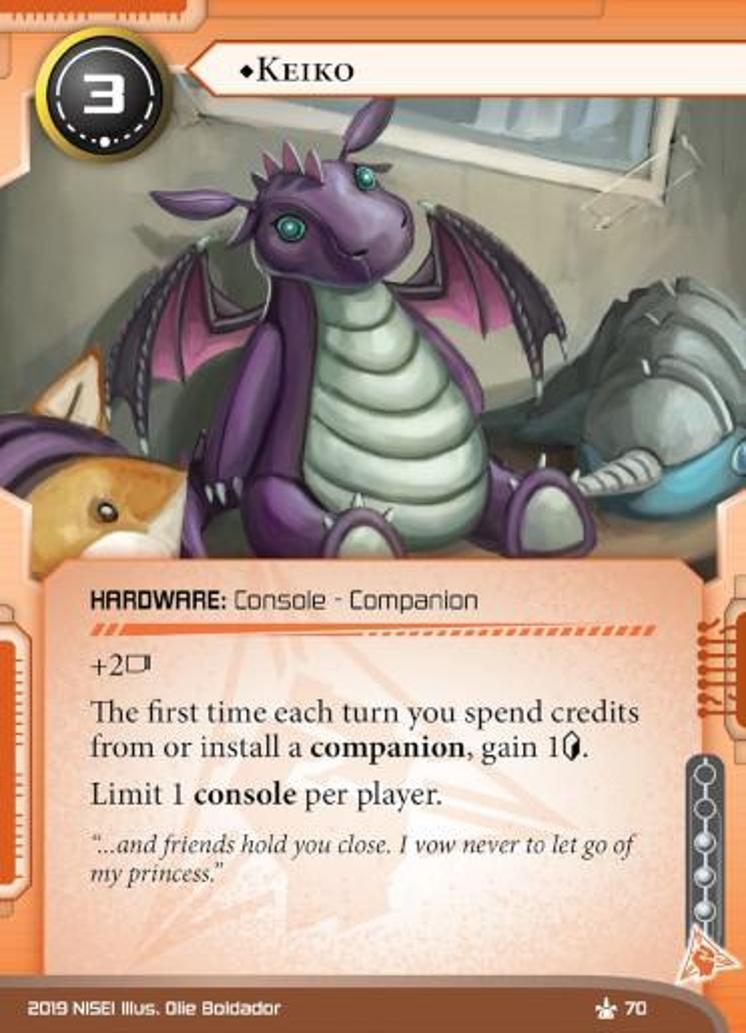 3
◆KEIKO
HARDWARE: Console - Companion
+2
The first time each turn you spend credits
from or install a companion, gain 1.
Limit 1 console per player.
“...and friends hold you close. I vow never to let go of
my princess.”
2019 NISEI Illus. Olie Boldador
70